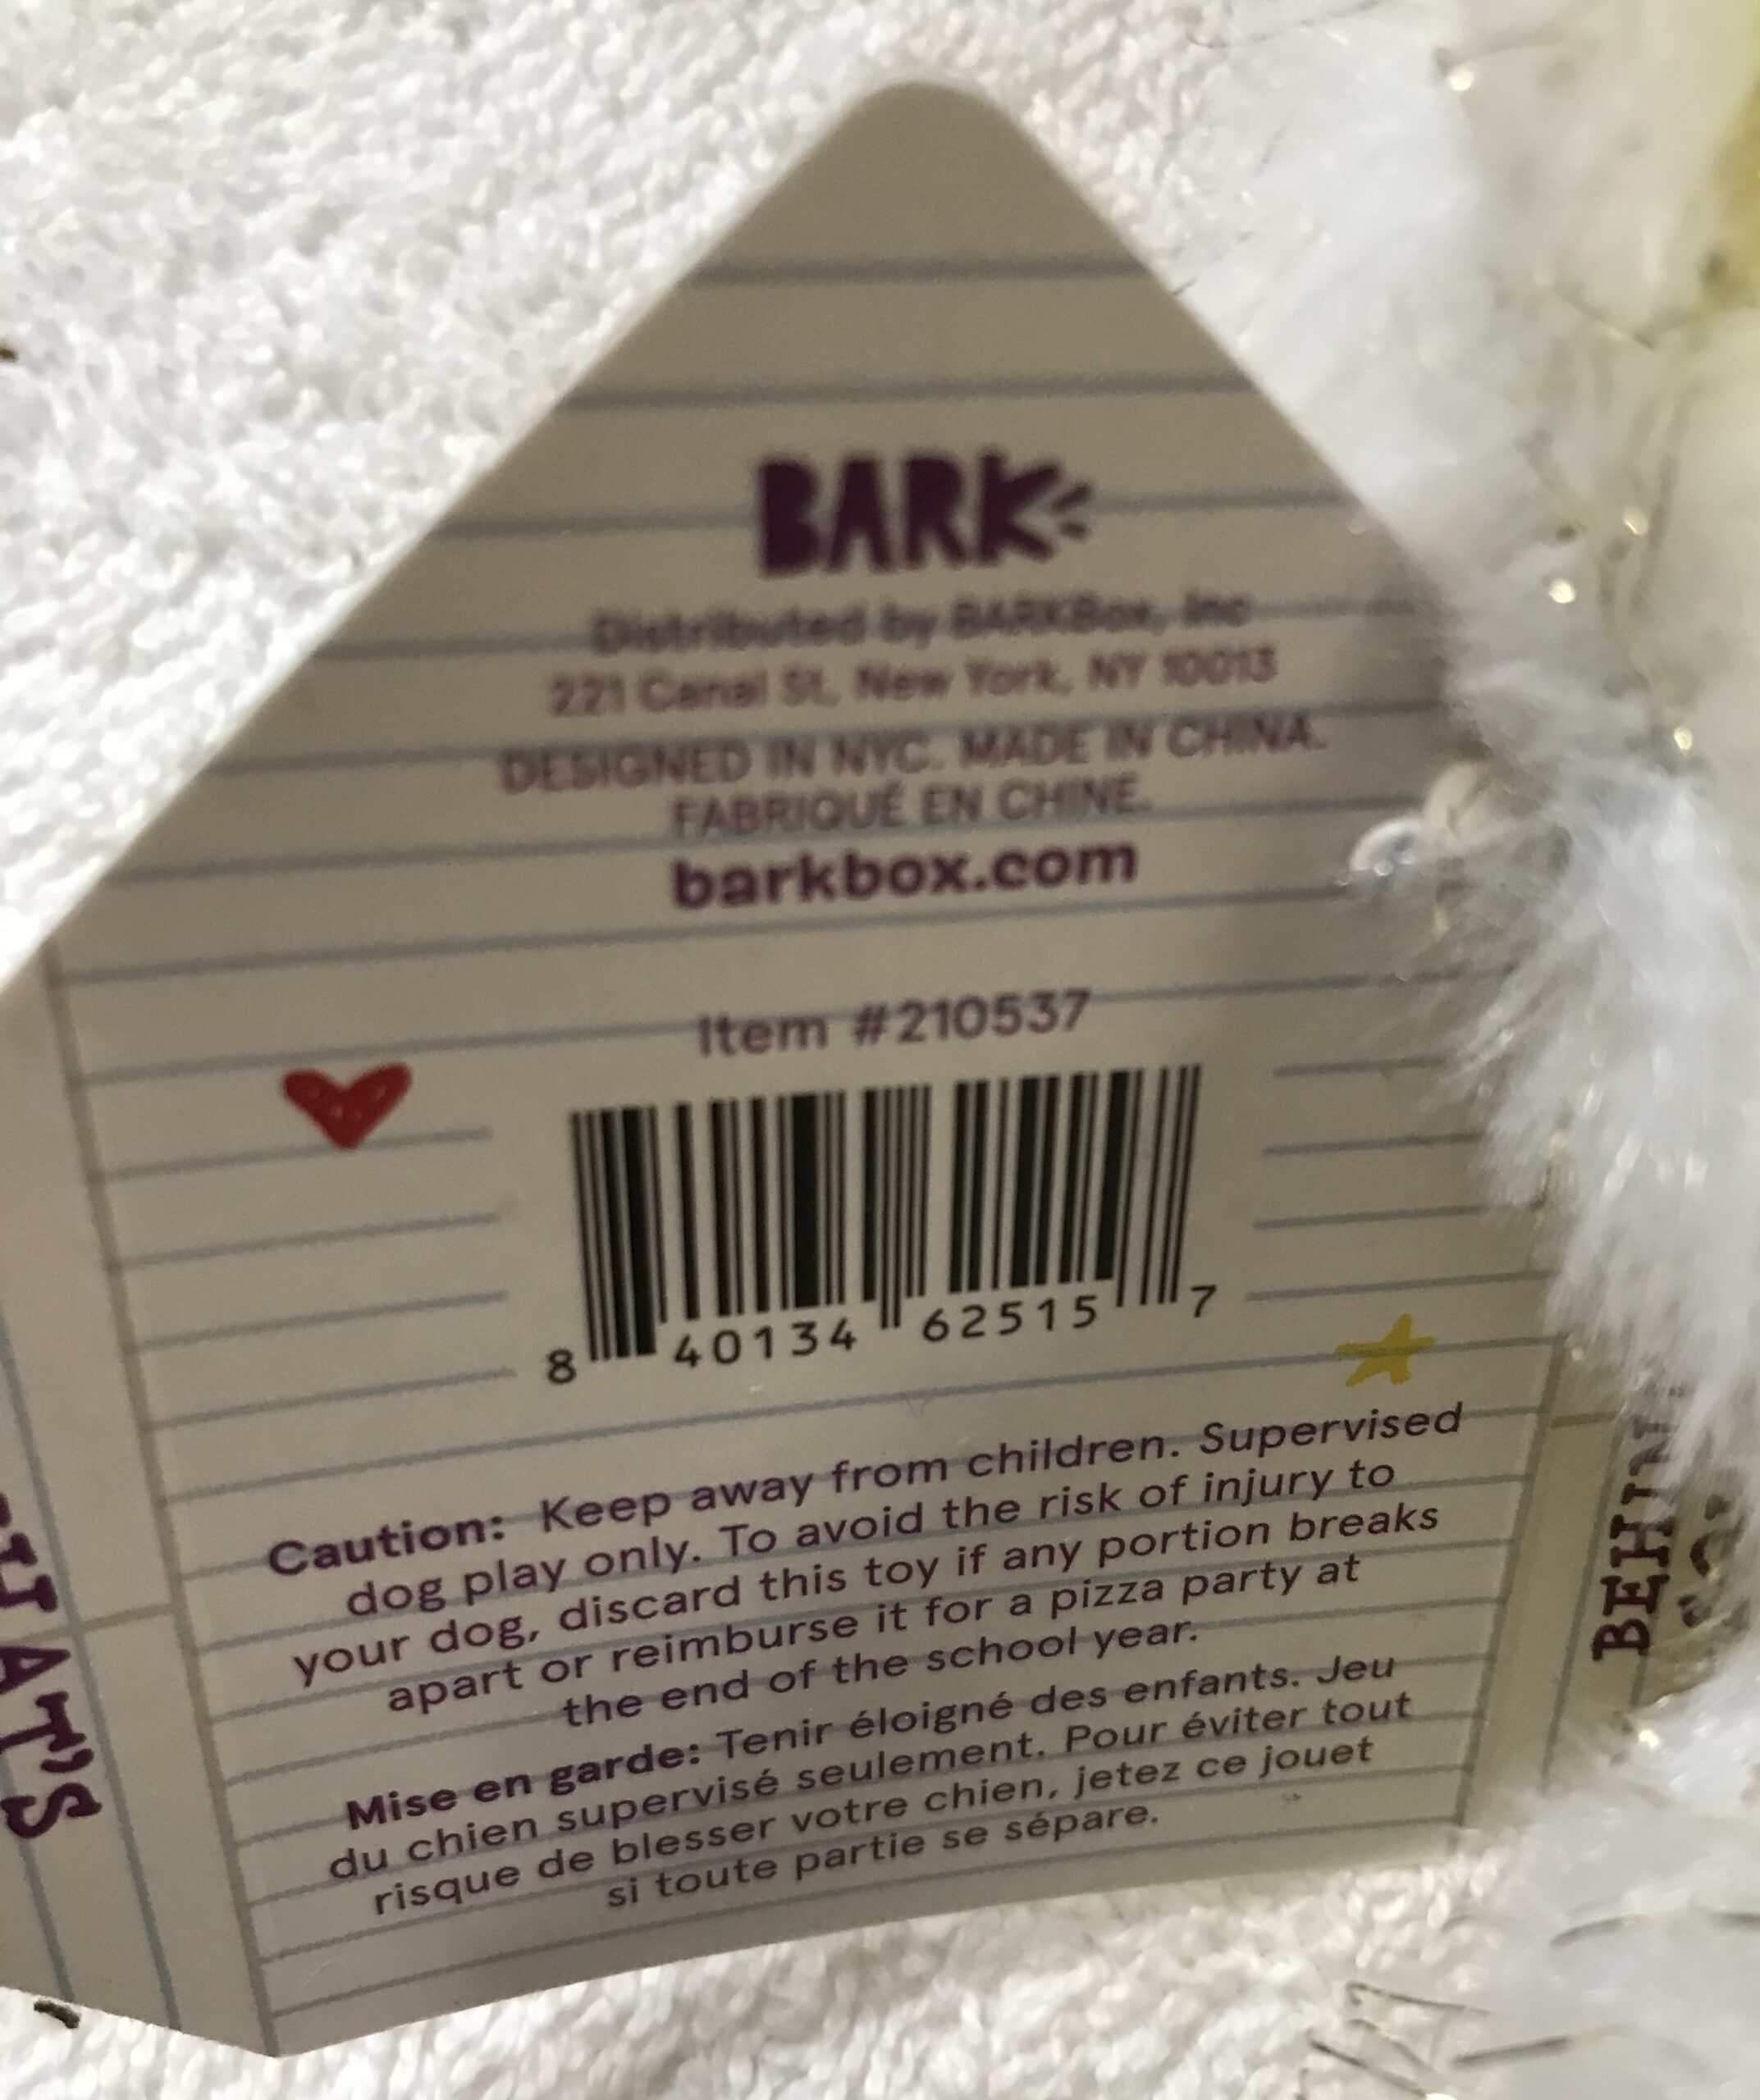 BARK
Distributed by BARKBox, Inc
221 Canal St, New York, NY 10013
DESIGNED IN NYC. MADE IN CHINA.
FABRIQUÉ EN CHINE.
barkbox.com
Item #210537
8 40134 62515 7
Caution: Keep away from children. Supervised
dog play only. To avoid the risk of injury to
your dog, discard this toy if any portion breaks
apart or reimburse it for a pizza party at
the end of the school year.
Mise en garde: Tenir éloigné des enfants. Jeu
du chien supervisé seulement. Pour éviter tout
risque de blesser votre chien, jetez ce jouet
si toute partie se sépare.